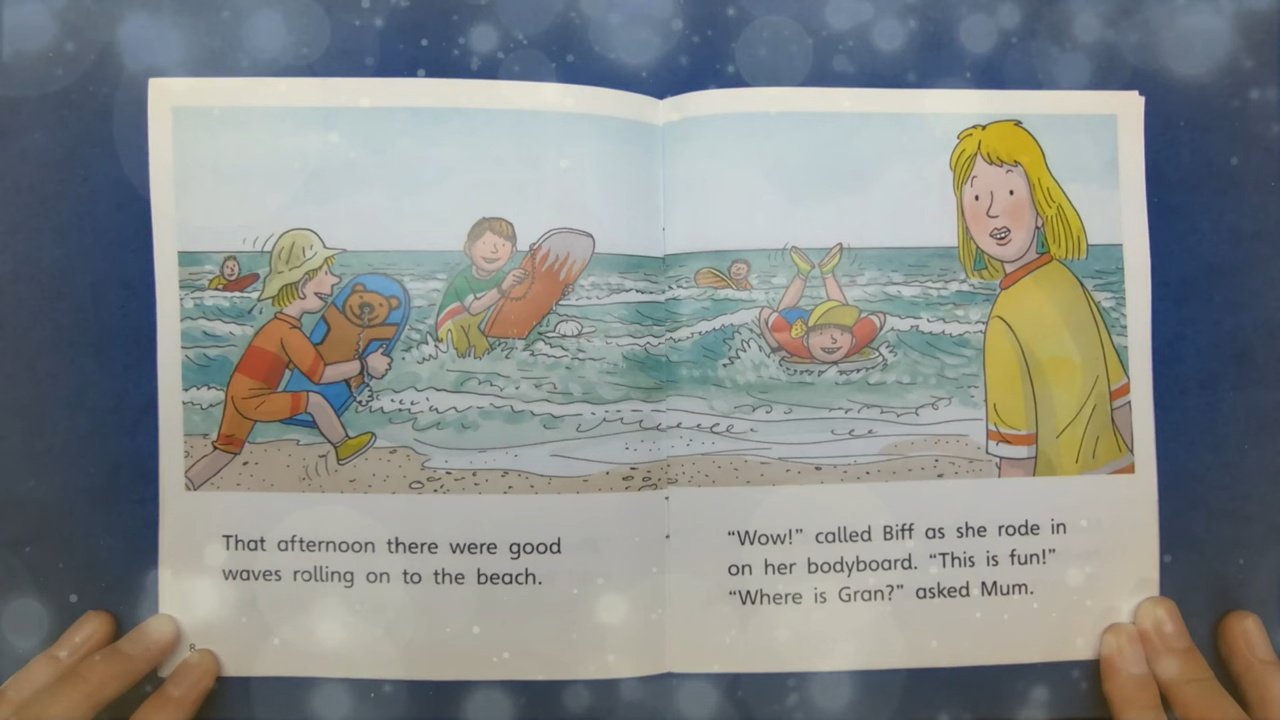 That afternoon there were good
waves rolling on to the beach.
8
“Wow!” called Biff as she rode in
on her bodyboard. “This is fun!”
“Where is Gran?” asked Mum.